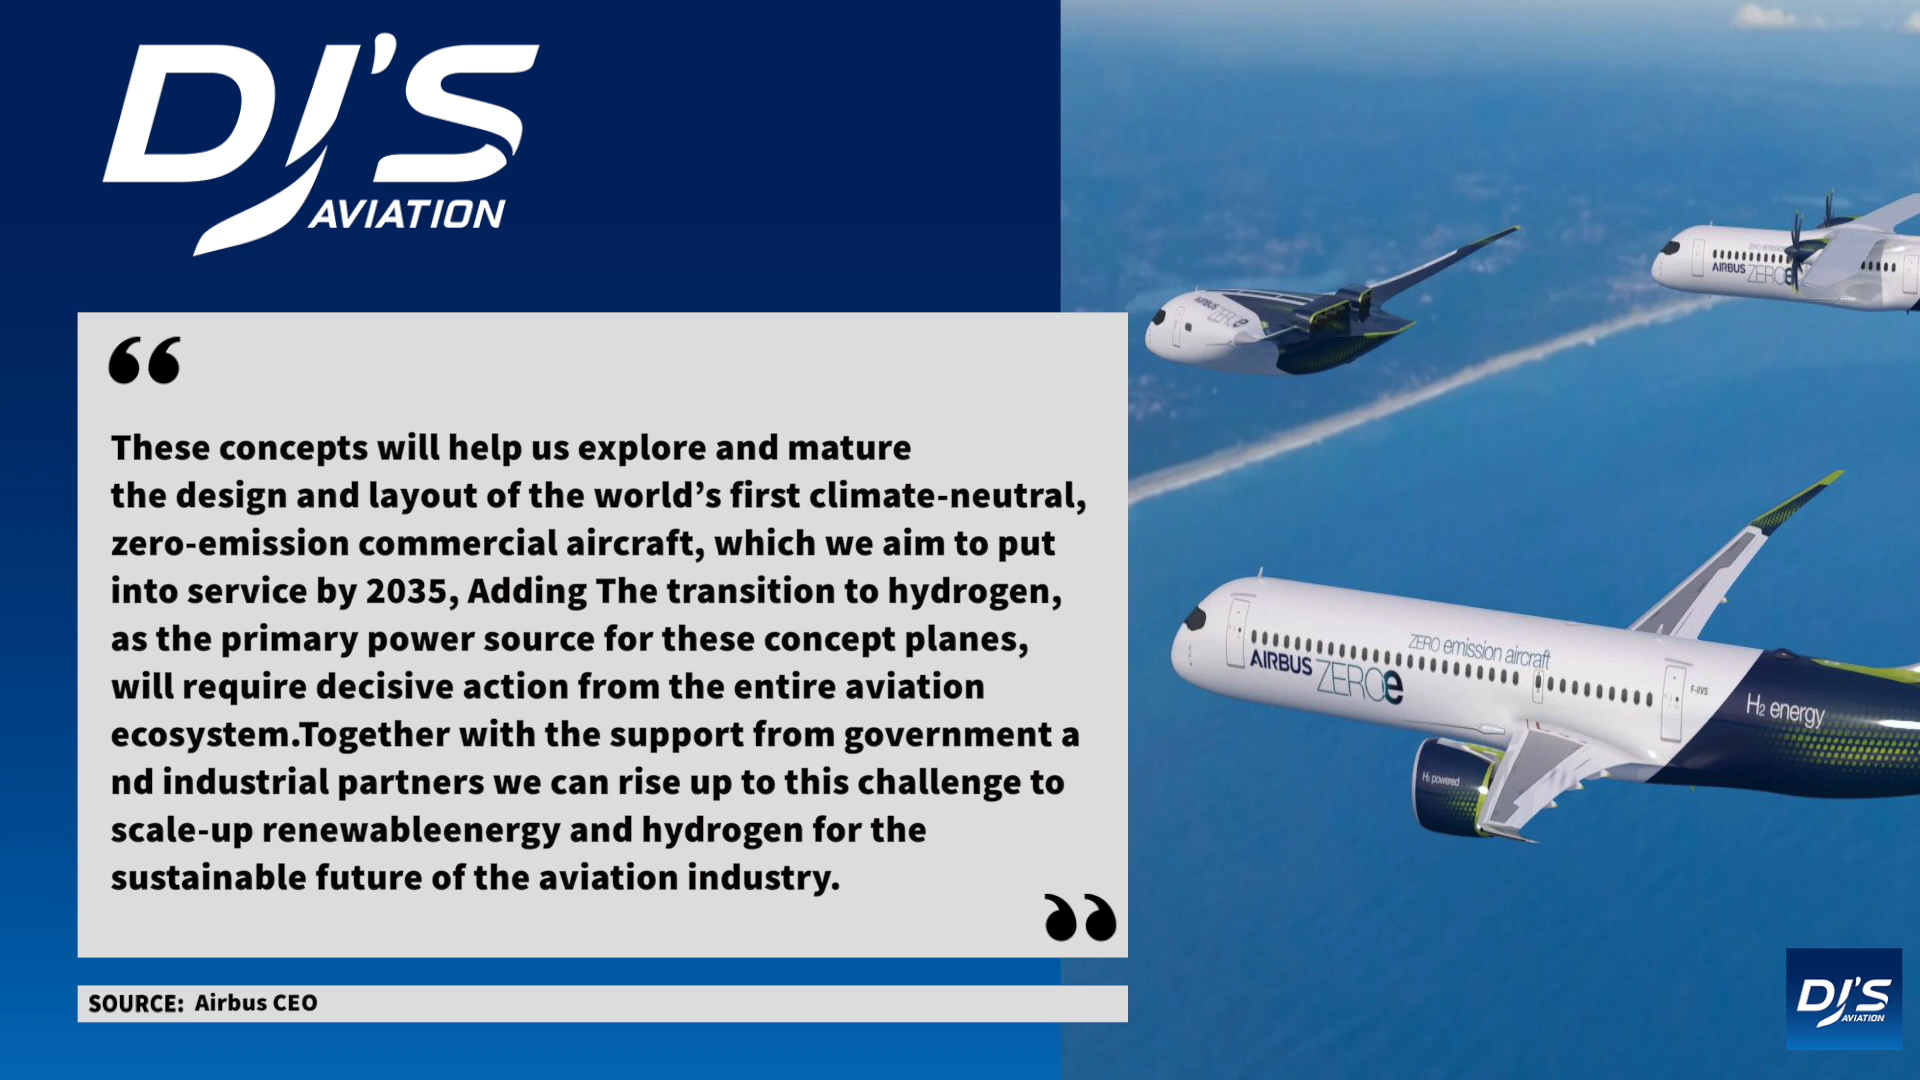 DJ'S
AVIATION
“
These concepts will help us explore and mature
the design and layout of the world’s first climate-neutral,
zero-emission commercial aircraft, which we aim to put
into service by 2035, Adding The transition to hydrogen,
as the primary power source for these concept planes,
will require decisive action from the entire aviation
ecosystem.Together with the support from government a
nd industrial partners we can rise up to this challenge to
scale-up renewableenergy and hydrogen for the
sustainable future of the aviation industry.
”
SOURCE: Airbus CEO
AIRBUS ZEROe
AIRBUS ZEROe
ZERO emission aircraft
AIRBUS ZEROe
H₂ energy
H₂ powered
DJ'S
AVIATION